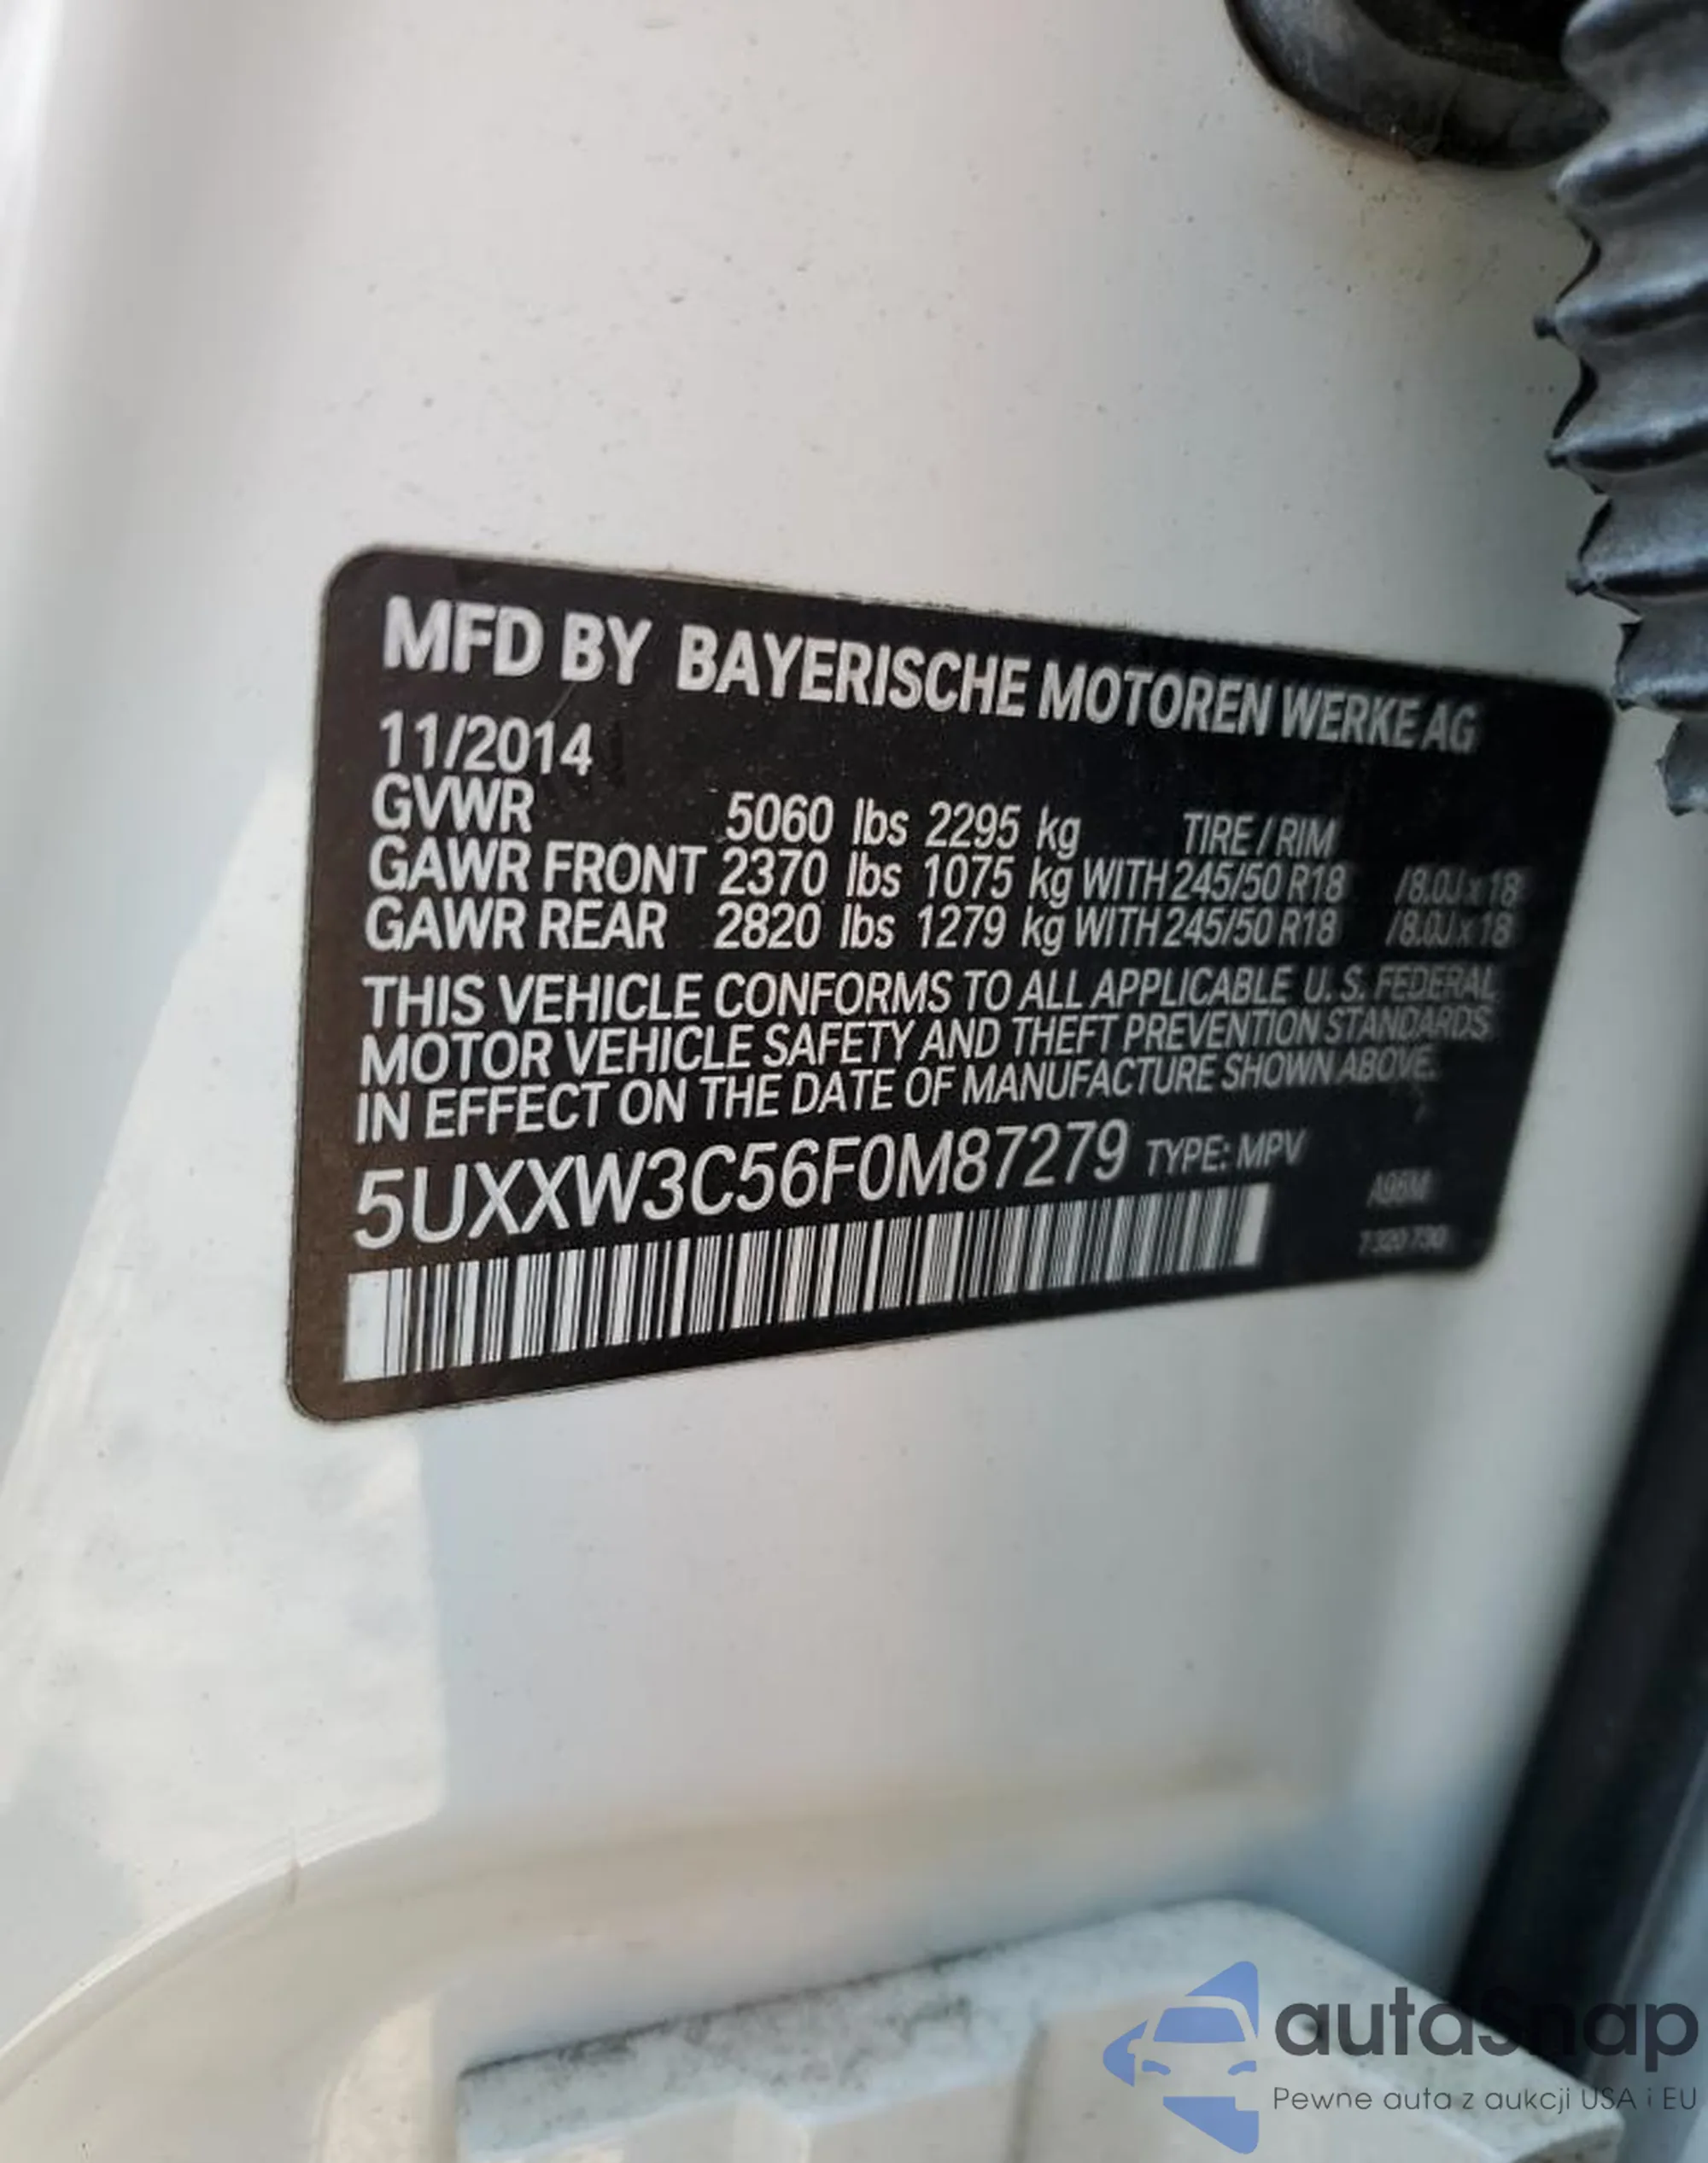 MFD BY BAYERISCHE MOTOREN WERKE AG
11/2014
GVWR 5060 lbs 2295 kg TIRE / RIM
GAWR FRONT 2370 lbs 1075 kg WITH 245/50 R18 /8.0J x 18
GAWR REAR 2820 lbs 1279 kg WITH 245/50 R18 /8.0J x 18
THIS VEHICLE CONFORMS TO ALL APPLICABLE U. S. FEDERAL
MOTOR VEHICLE SAFETY AND THEFT PREVENTION STANDARDS
IN EFFECT ON THE DATE OF MANUFACTURE SHOWN ABOVE.
5UXXW3C56F0M87279 TYPE: MPV
autasnap
Pewne auta z aukcji USA i EU